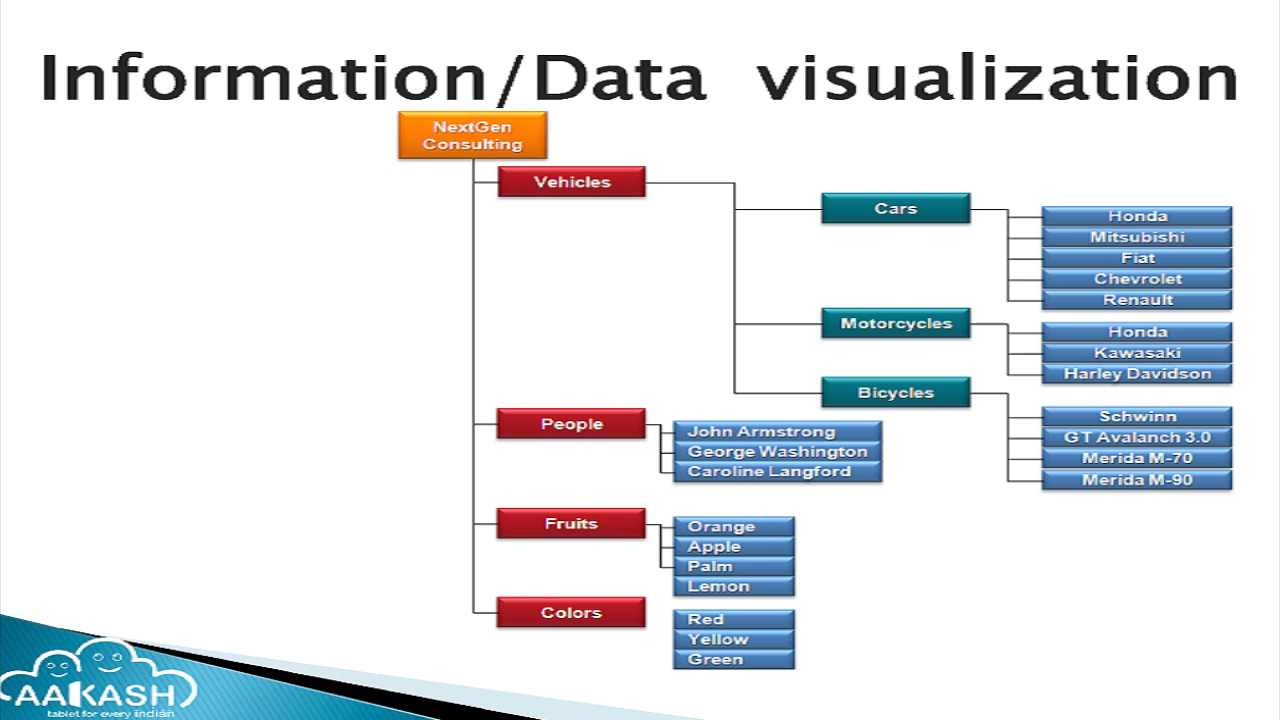 Information/Data visualization
NextGen
Consulting
Vehicles
Cars
Honda
Mitsubishi
Fiat
Chevrolet
Renault
Motorcycles
Honda
Kawasaki
Harley Davidson
Bicycles
Schwinn
GT Avalanch 3.0
Merida M-70
Merida M-90
People
John Armstrong
George Washington
Caroline Langford
Fruits
Orange
Apple
Palm
Lemon
Colors
Red
Yellow
Green
AAKASH
tablet for every indian